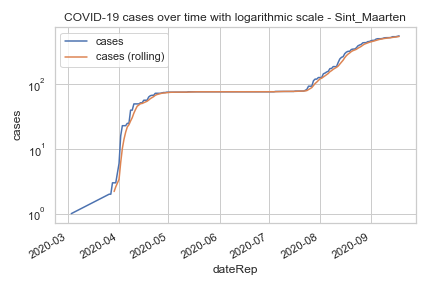 COVID-19 cases over time with logarithmic scale - Sint_Maarten
cases
cases (rolling)
10²
10¹
10⁰
cases
2020-03
2020-04
2020-05
2020-06
2020-07
2020-08
2020-09
dateRep